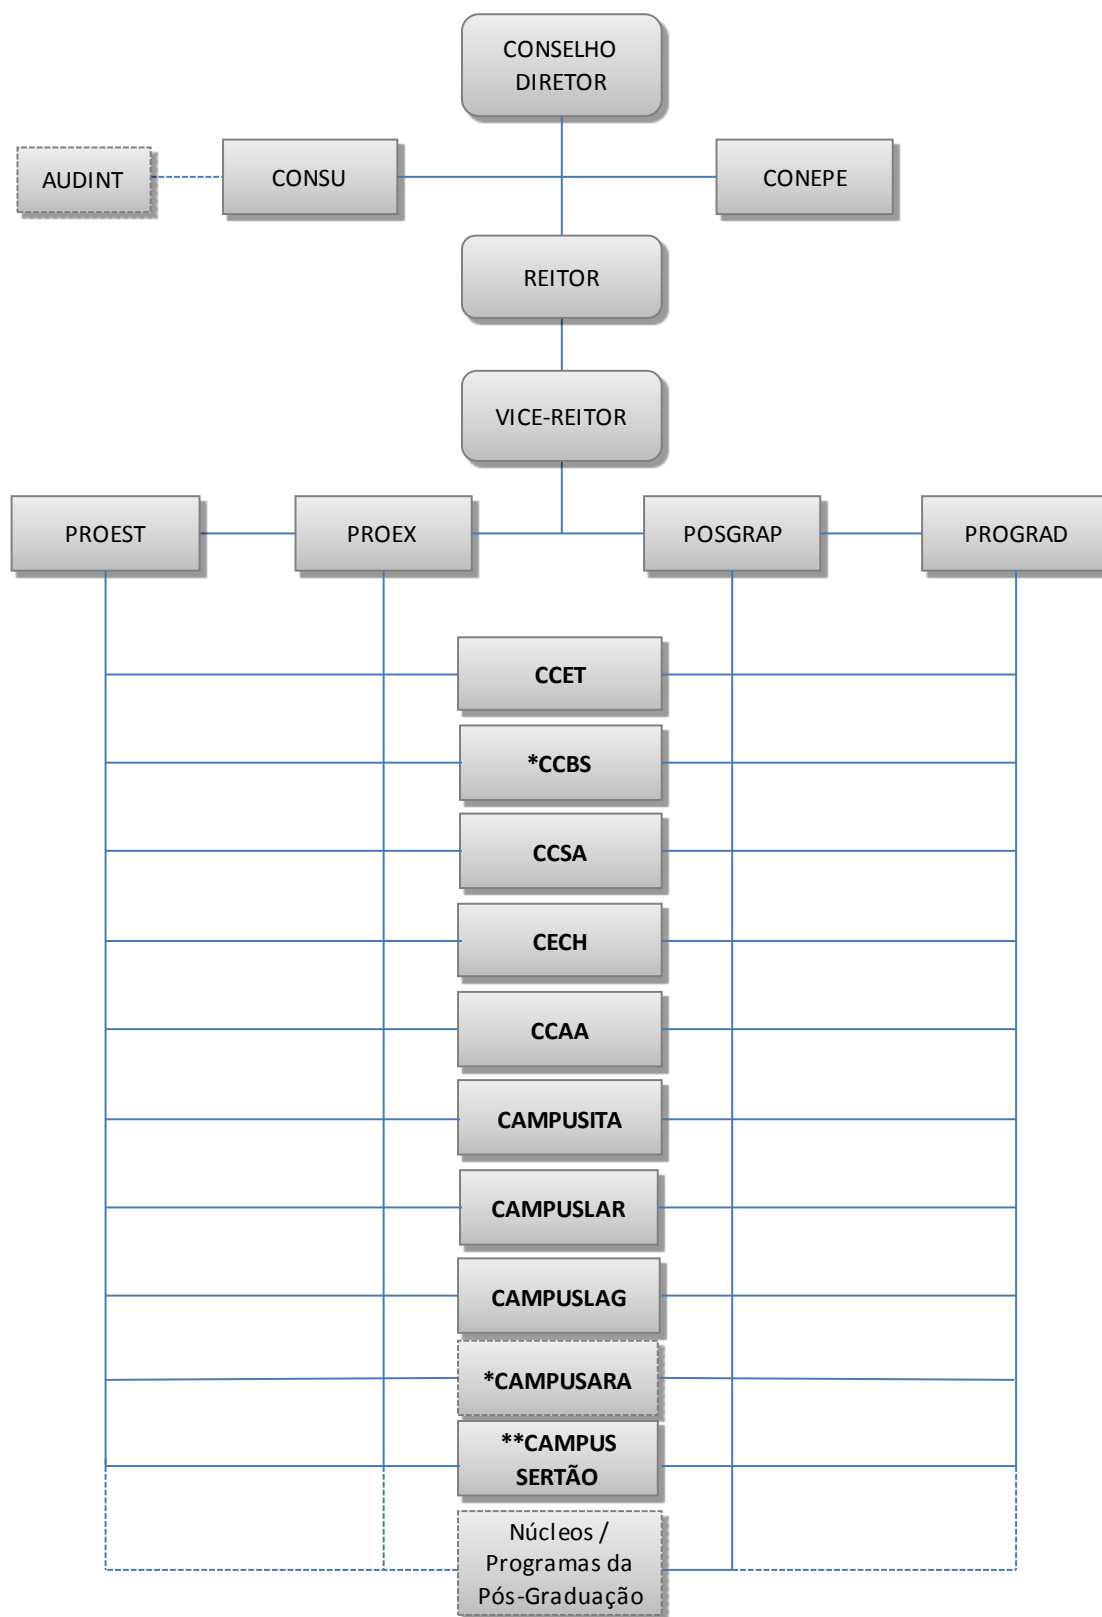 CONSELHO
DIRETOR
AUDINT
CONSU
CONEPE
REITOR
VICE-REITOR
PROEST
PROEX
POSGRAP
PROGRAD
CCET
*CCBS
CCSA
CECH
CCAA
CAMPUSITA
CAMPUSLAR
CAMPUSLAG
*CAMPUSARA
**CAMPUS
SERTÃO
Núcleos /
Programas da
Pós-Graduação